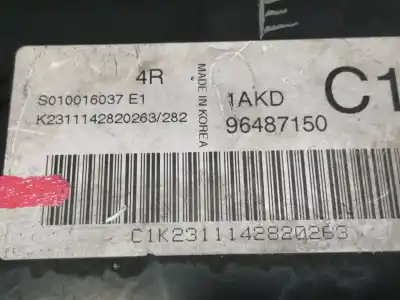 E
4R
S010016037 E1
K2311142820263/282
MADE IN KOREA
1AKD
96487150
C1
C1K2311142820263